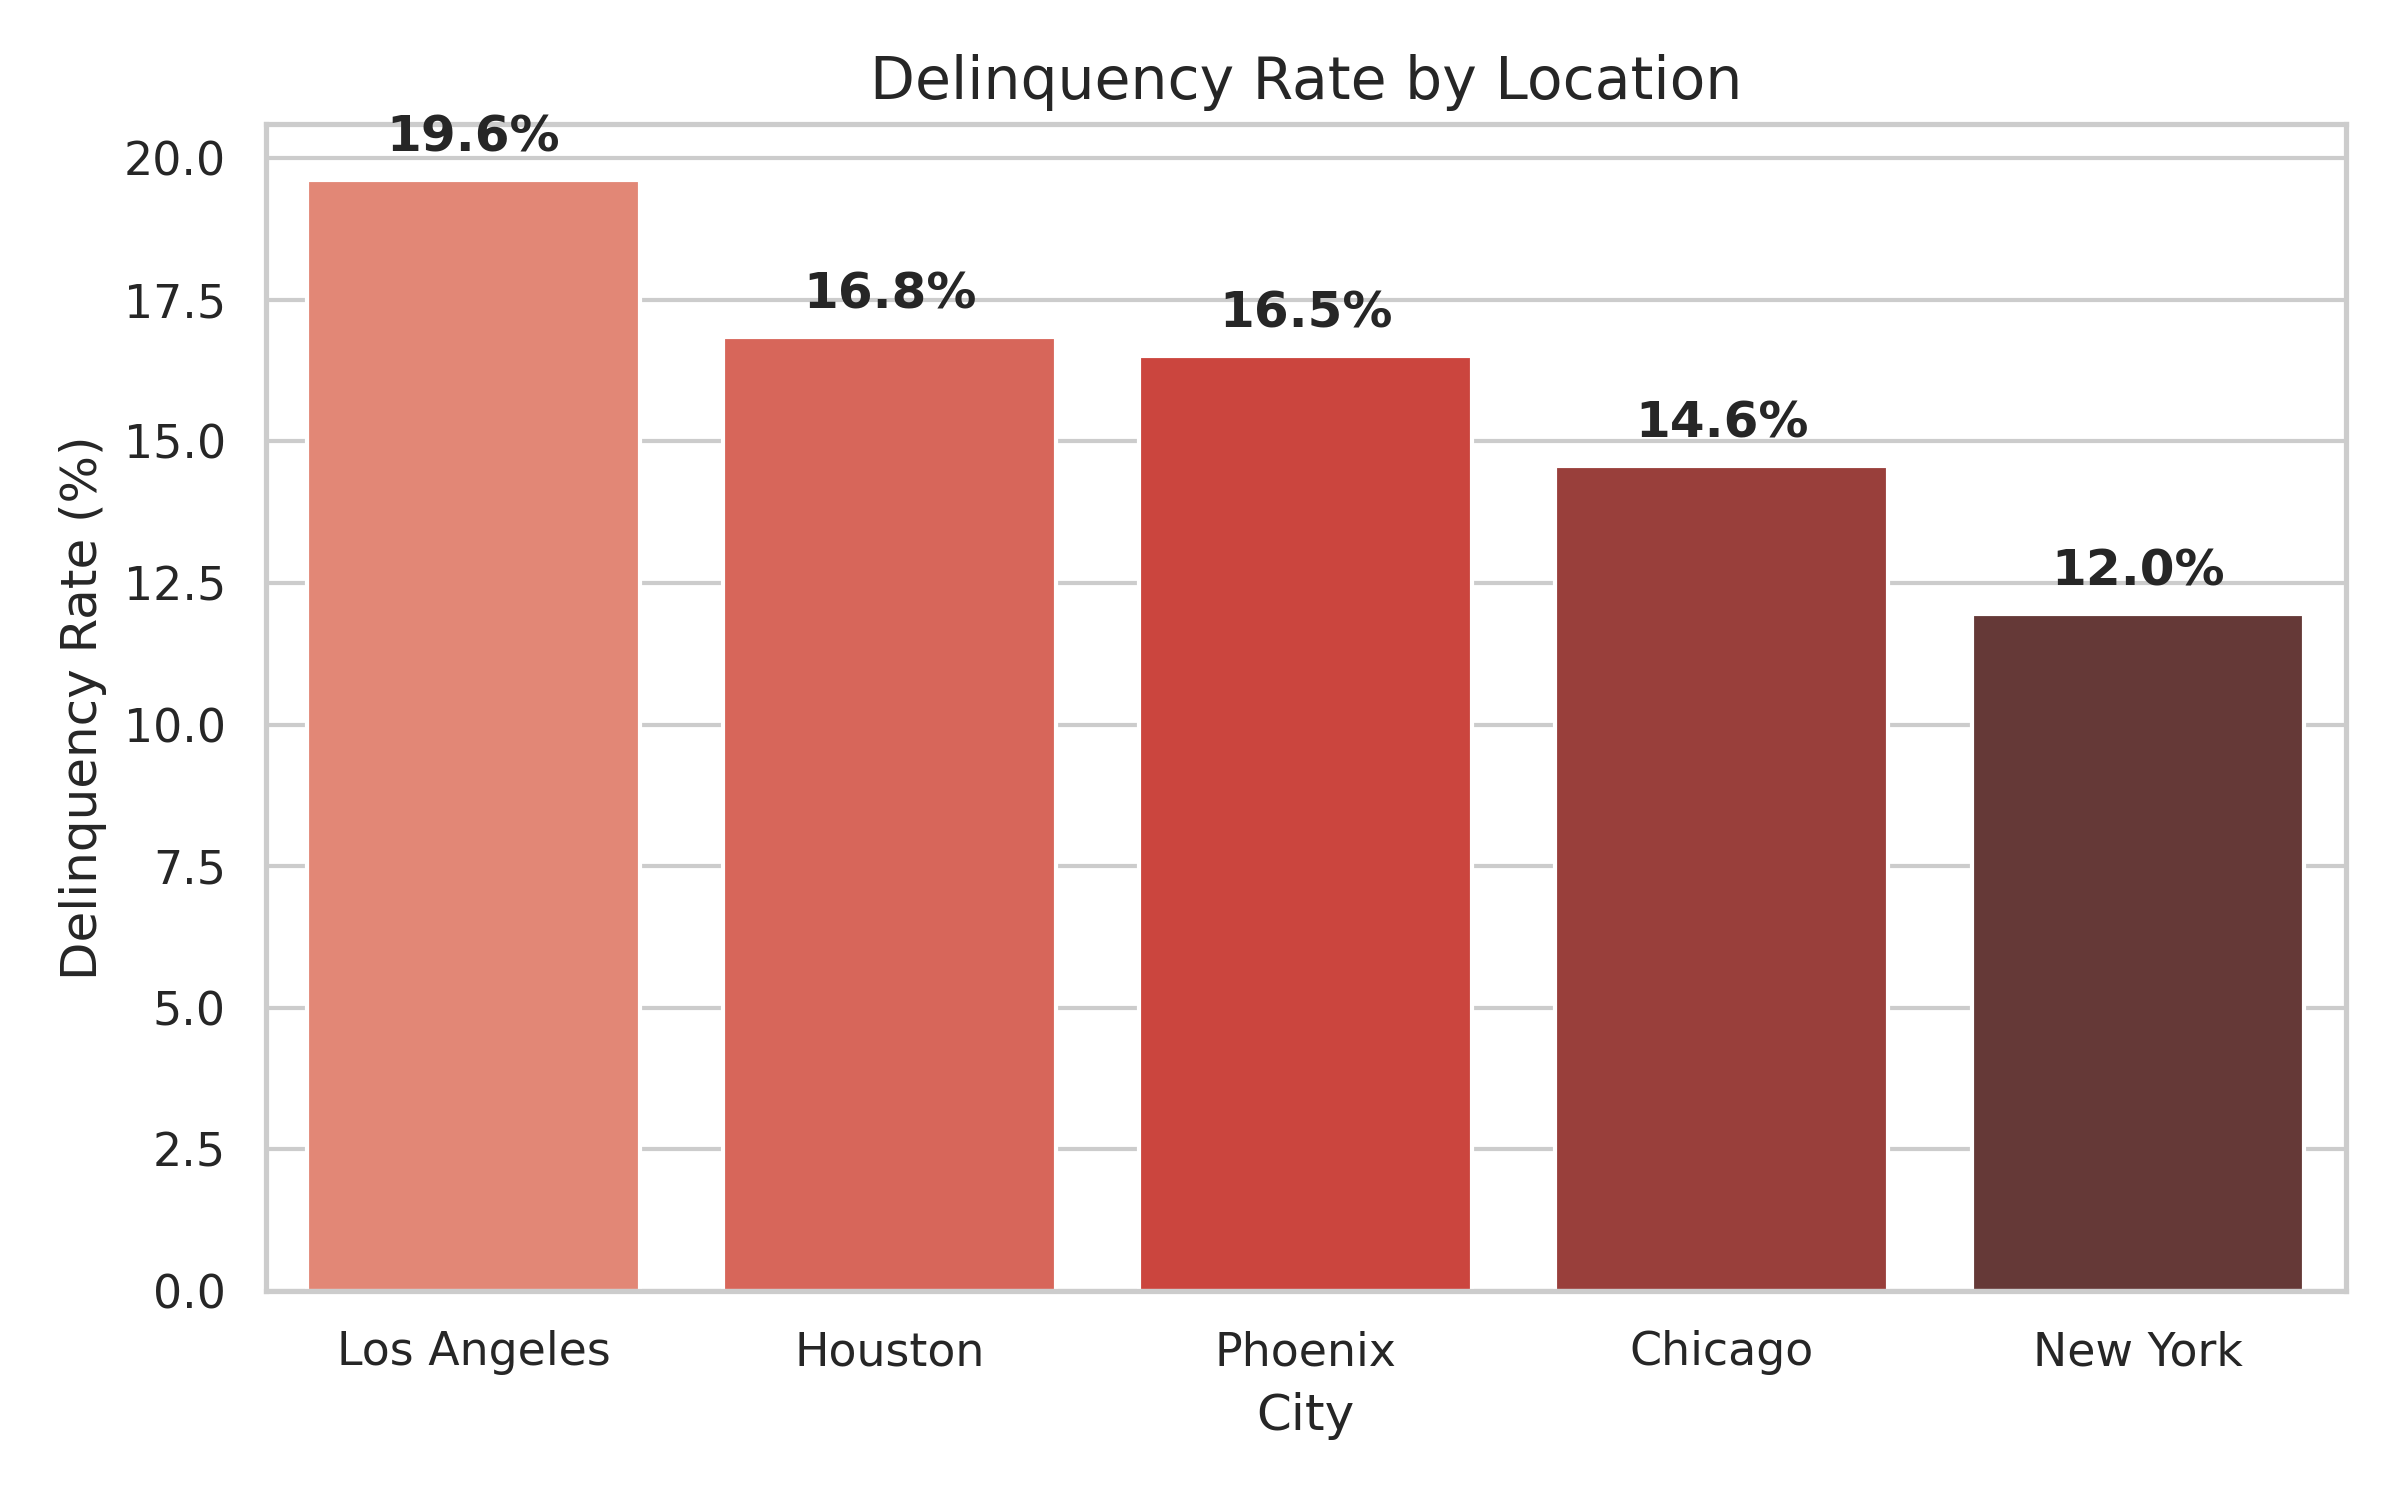 Delinquency Rate by Location
Delinquency Rate (%)
20.0
17.5
15.0
12.5
10.0
7.5
5.0
2.5
0.0
19.6%
16.8%
16.5%
14.6%
12.0%
Los Angeles
Houston
Phoenix
Chicago
New York
City